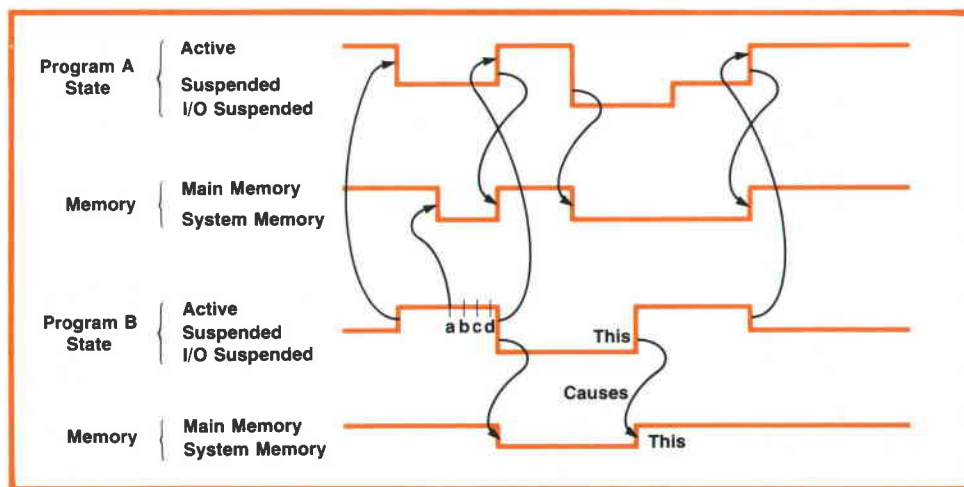 Program A
State
Active
Suspended
I/O Suspended
Memory
Main Memory
System Memory
Program B
State
Active
Suspended
I/O Suspended
a b c d
This
Causes
This
Memory
Main Memory
System Memory